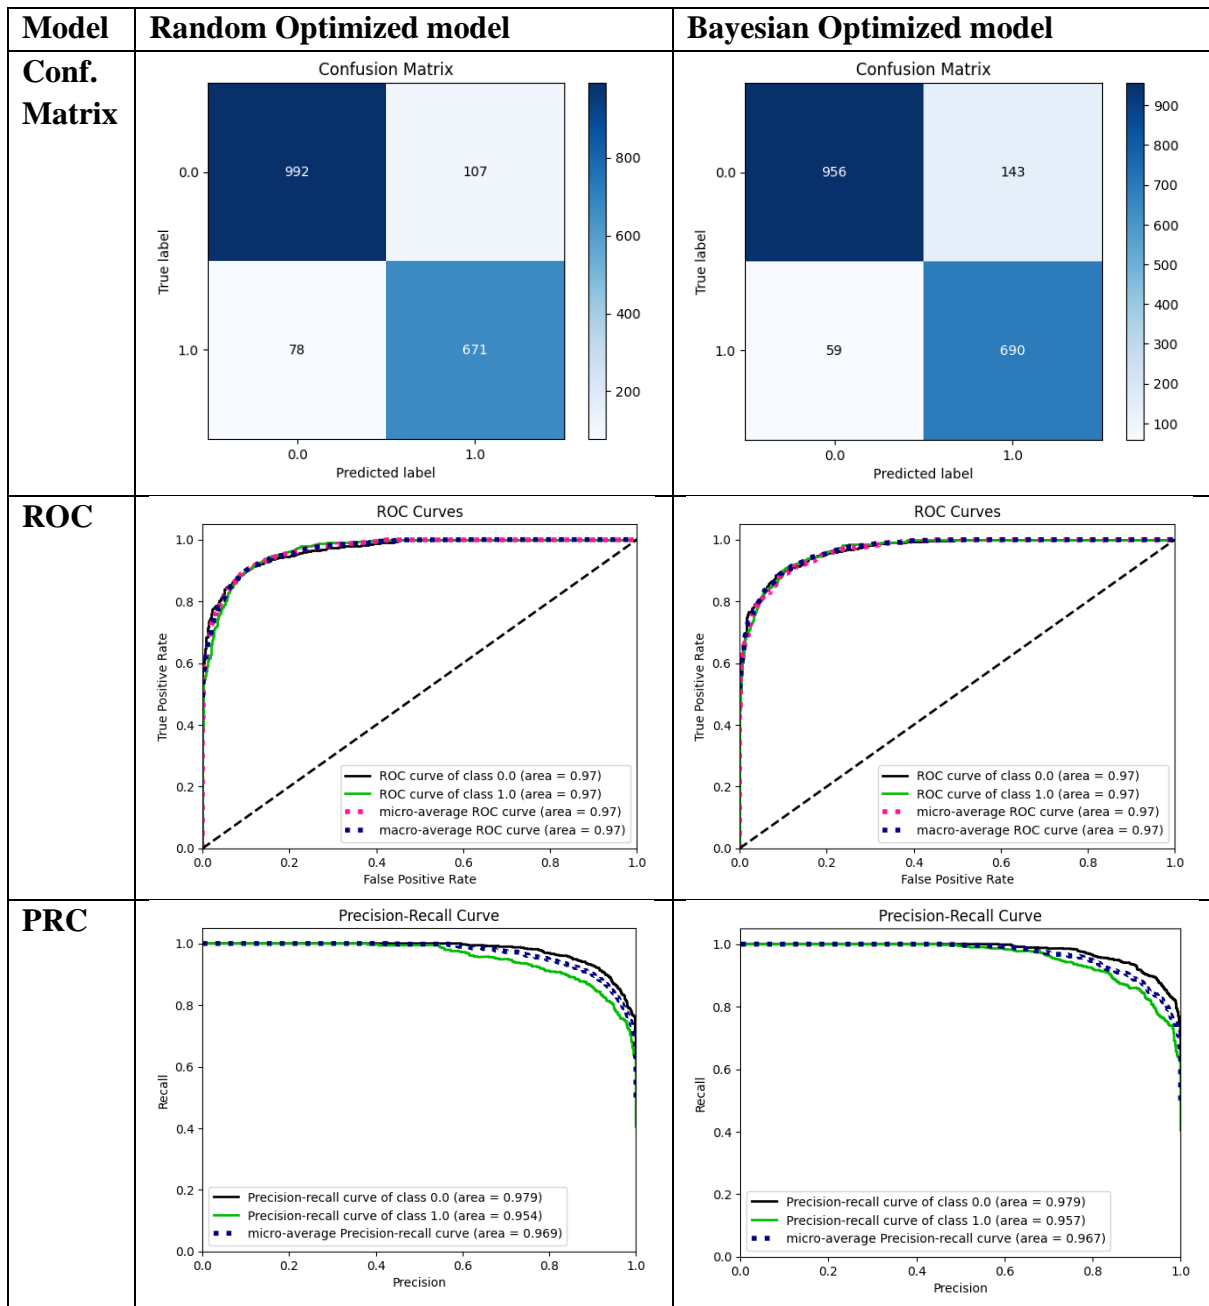 Model Random Optimized model Bayesian Optimized model
Conf.
Matrix
Confusion Matrix
True label
0.0
1.0
992 107
78 671
0.0 1.0
Predicted label
800
600
400
200
Confusion Matrix
True label
0.0
1.0
956 143
59 690
0.0 1.0
Predicted label
900
800
700
600
500
400
300
200
100
ROC
ROC Curves
True Positive Rate
1.0
0.8
0.6
0.4
0.2
0.0
ROC curve of class 0.0 (area = 0.97)
ROC curve of class 1.0 (area = 0.97)
micro-average ROC curve (area = 0.97)
macro-average ROC curve (area = 0.97)
0.0 0.2 0.4 0.6 0.8 1.0
False Positive Rate
ROC Curves
True Positive Rate
1.0
0.8
0.6
0.4
0.2
0.0
ROC curve of class 0.0 (area = 0.97)
ROC curve of class 1.0 (area = 0.97)
micro-average ROC curve (area = 0.97)
macro-average ROC curve (area = 0.97)
0.0 0.2 0.4 0.6 0.8 1.0
False Positive Rate
PRC
Precision-Recall Curve
Recall
1.0
0.8
0.6
0.4
0.2
0.0
Precision-recall curve of class 0.0 (area = 0.979)
Precision-recall curve of class 1.0 (area = 0.954)
micro-average Precision-recall curve (area = 0.969)
0.0 0.2 0.4 0.6 0.8 1.0
Precision
Precision-Recall Curve
Recall
1.0
0.8
0.6
0.4
0.2
0.0
Precision-recall curve of class 0.0 (area = 0.979)
Precision-recall curve of class 1.0 (area = 0.957)
micro-average Precision-recall curve (area = 0.967)
0.0 0.2 0.4 0.6 0.8 1.0
Precision